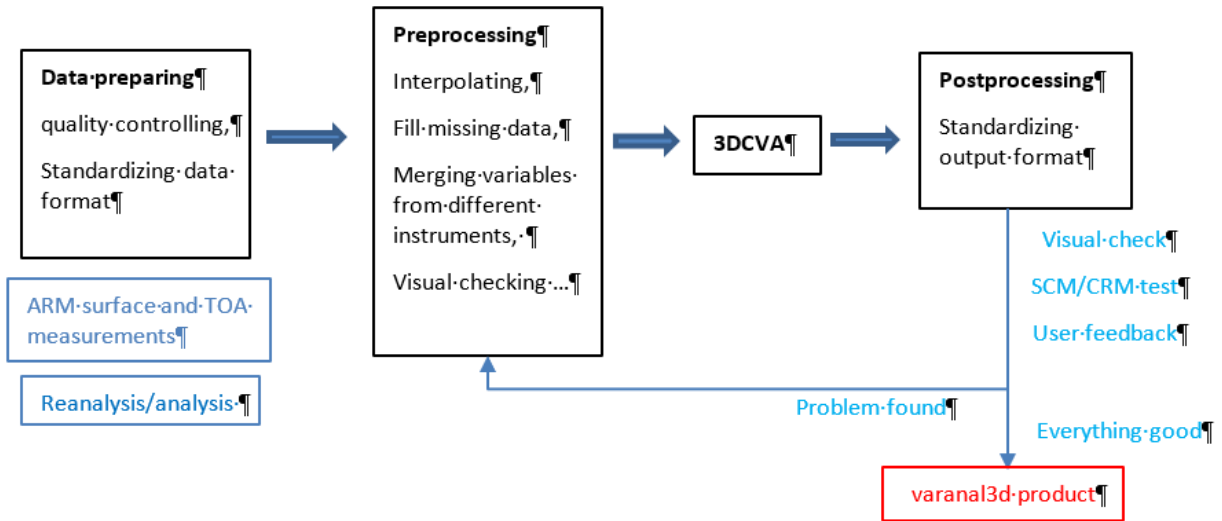 Data·preparing¶
quality·controlling,¶
Standardizing·data·
format¶
ARM·surface·and·TOA·
measurements¶
Reanalysis/analysis·¶
Preprocessing¶
Interpolating,¶
Fill·missing·data,¶
Merging·variables·
from·different·
instruments,·¶
Visual·checking·...¶
3DCVA¶
Postprocessing¶
Standardizing·
output·format¶
Visual·check¶
SCM/CRM·test¶
User·feedback¶
Problem·found¶
Everything·good¶
varanal3d·product¶